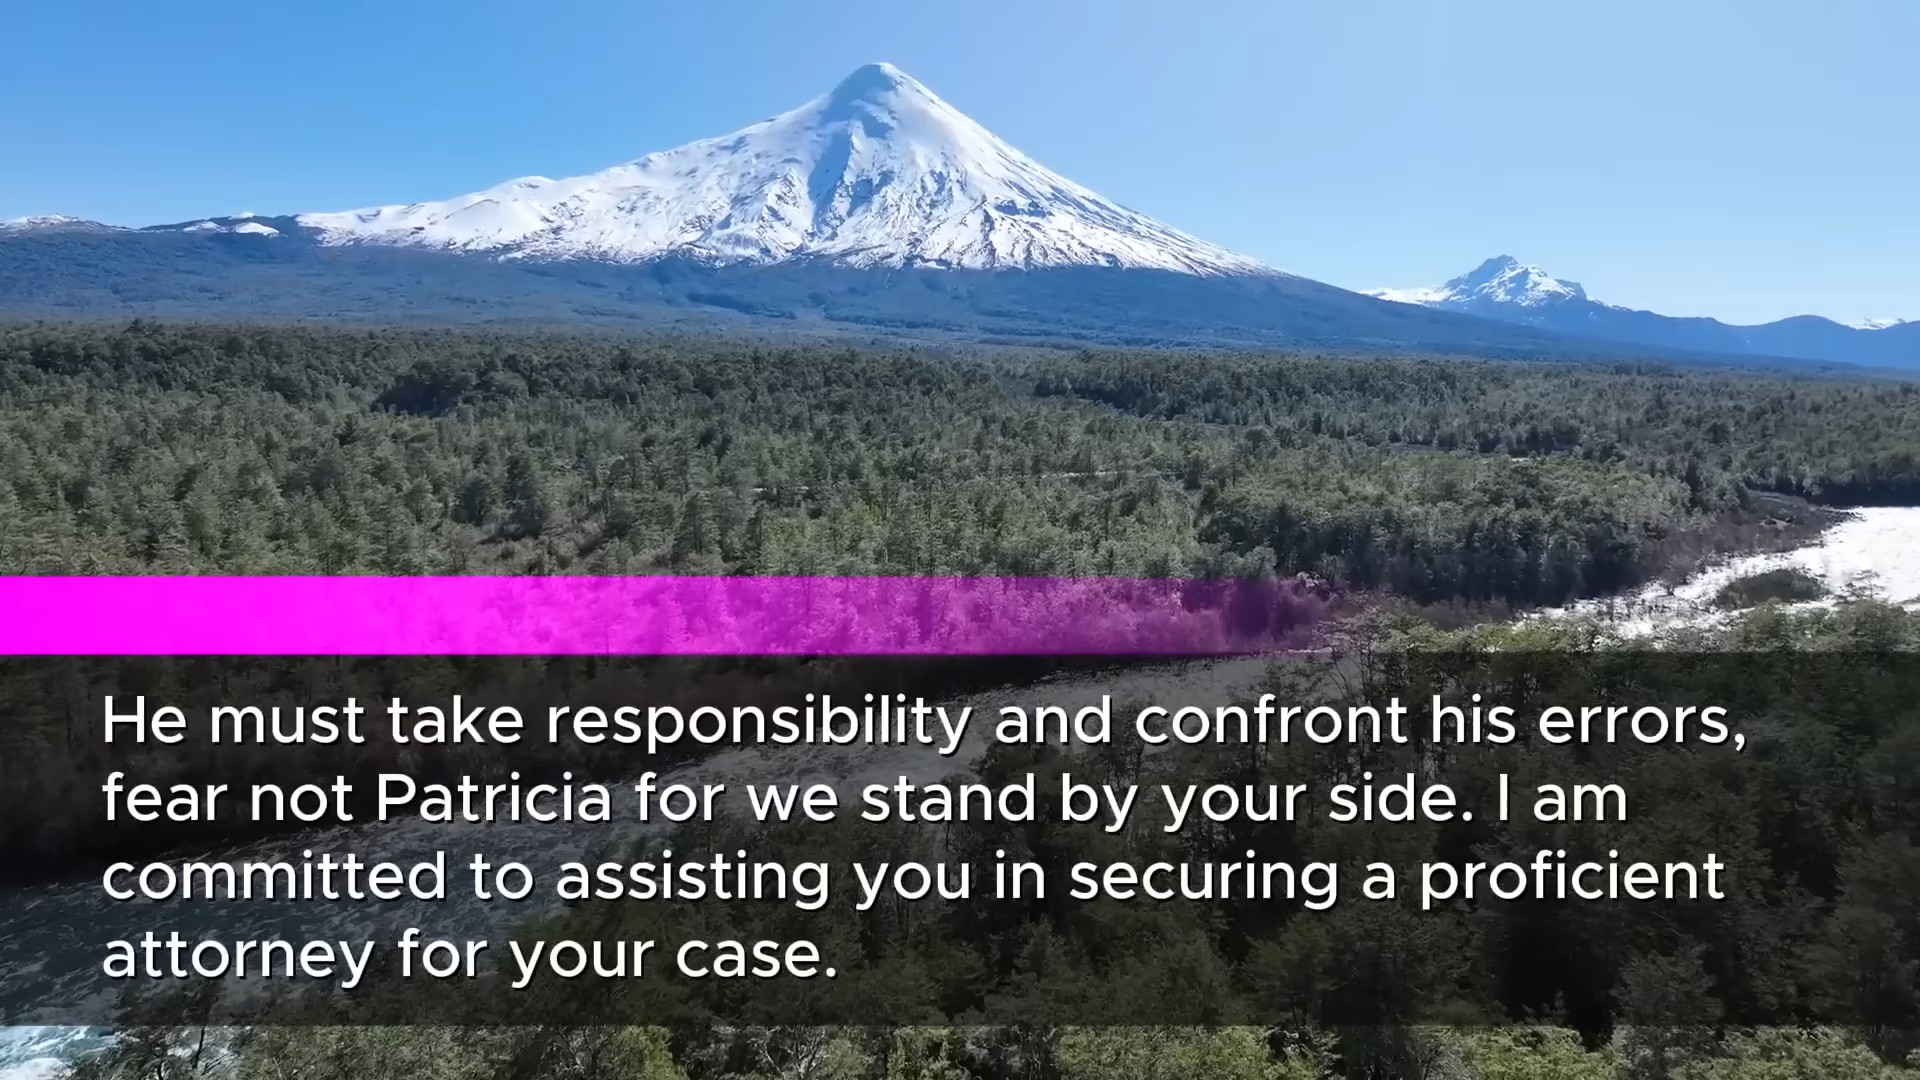 He must take responsibility and confront his errors,
fear not Patricia for we stand by your side. I am
committed to assisting you in securing a proficient
attorney for your case.